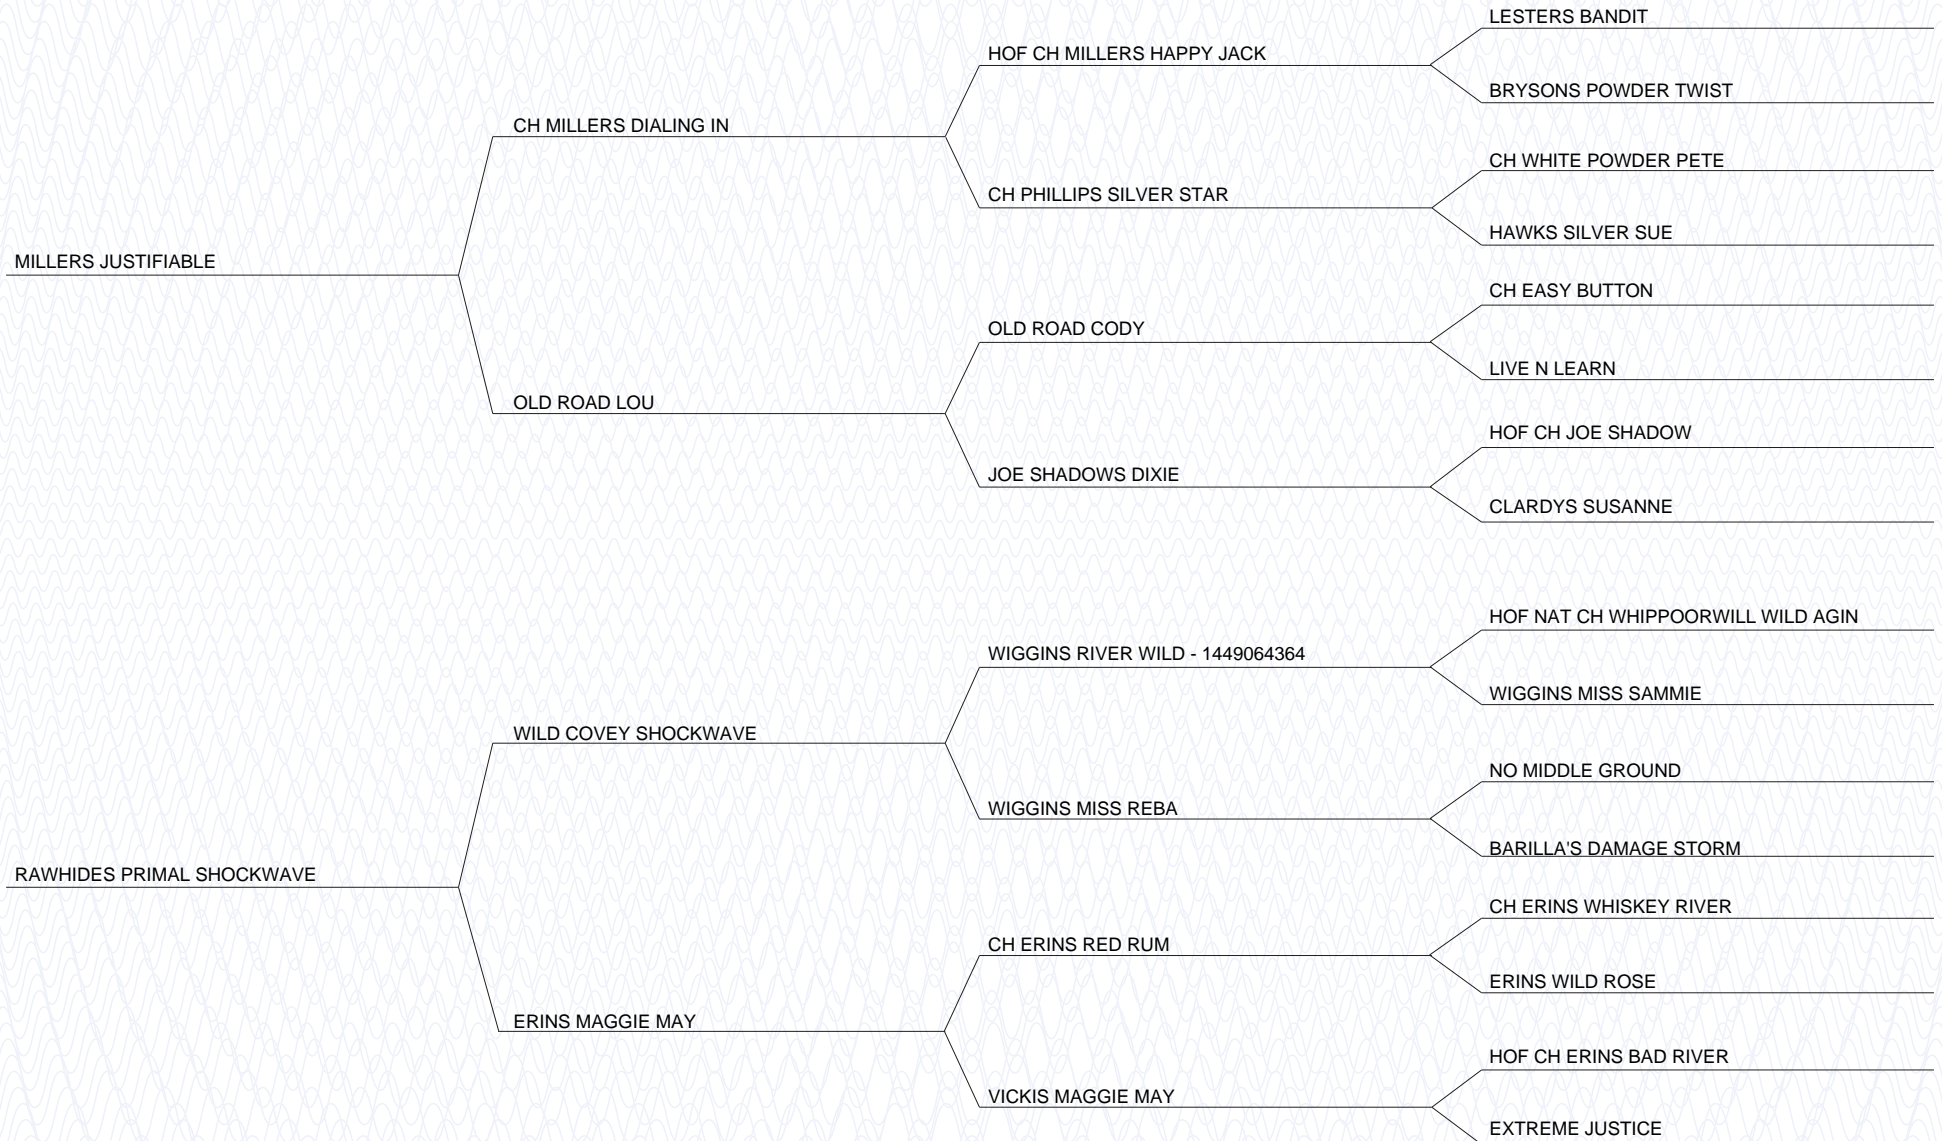 LESTERS BANDIT
HOF CH MILLERS HAPPY JACK
BRYSONS POWDER TWIST
CH MILLERS DIALING IN
CH WHITE POWDER PETE
CH PHILLIPS SILVER STAR
HAWKS SILVER SUE
MILLERS JUSTIFIABLE
CH EASY BUTTON
OLD ROAD CODY
LIVE N LEARN
OLD ROAD LOU
HOF CH JOE SHADOW
JOE SHADOWS DIXIE
CLARDYS SUSANNE
HOF NAT CH WHIPPOORWILL WILD AGIN
WIGGINS RIVER WILD - 1449064364
WIGGINS MISS SAMMIE
WILD COVEY SHOCKWAVE
NO MIDDLE GROUND
WIGGINS MISS REBA
BARILLA'S DAMAGE STORM
RAWHIDES PRIMAL SHOCKWAVE
CH ERINS WHISKEY RIVER
CH ERINS RED RUM
ERINS WILD ROSE
ERINS MAGGIE MAY
HOF CH ERINS BAD RIVER
VICKIS MAGGIE MAY
EXTREME JUSTICE